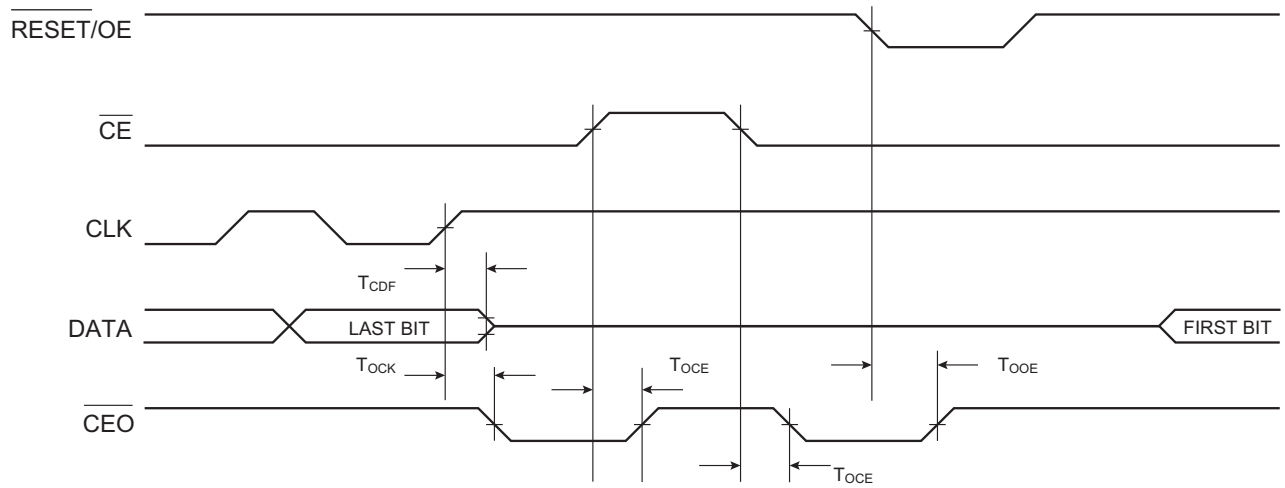 RESET/OE
CE
CLK
TCDF
DATA
LAST BIT
FIRST BIT
TOCK
TOCE
TOOE
CEO
TOCE